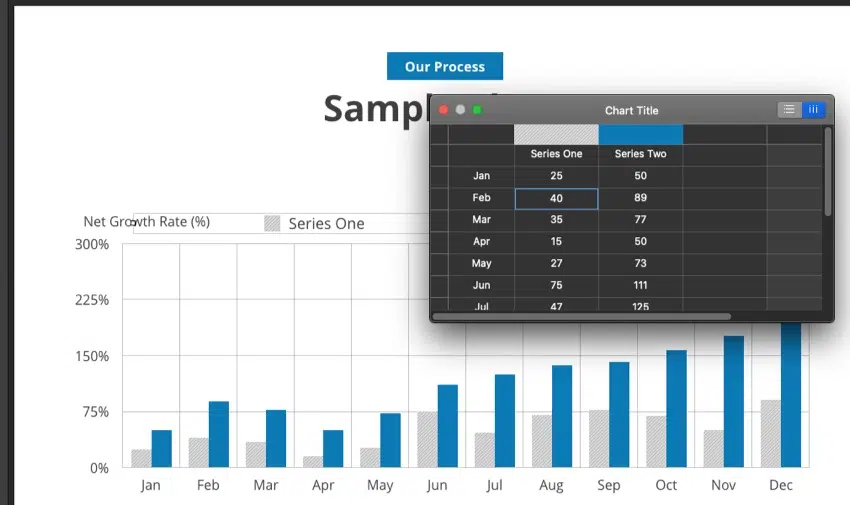 Our Process
Chart Title
Series One Series Two
Jan 25 50
Feb 40 89
Mar 35 77
Apr 15 50
May 27 73
Jun 75 111
Jul 47 125
Net Growth Rate (%)
Series One
300%
225%
150%
75%
0%
Jan Feb Mar Apr May Jun Jul Aug Sep Oct Nov Dec